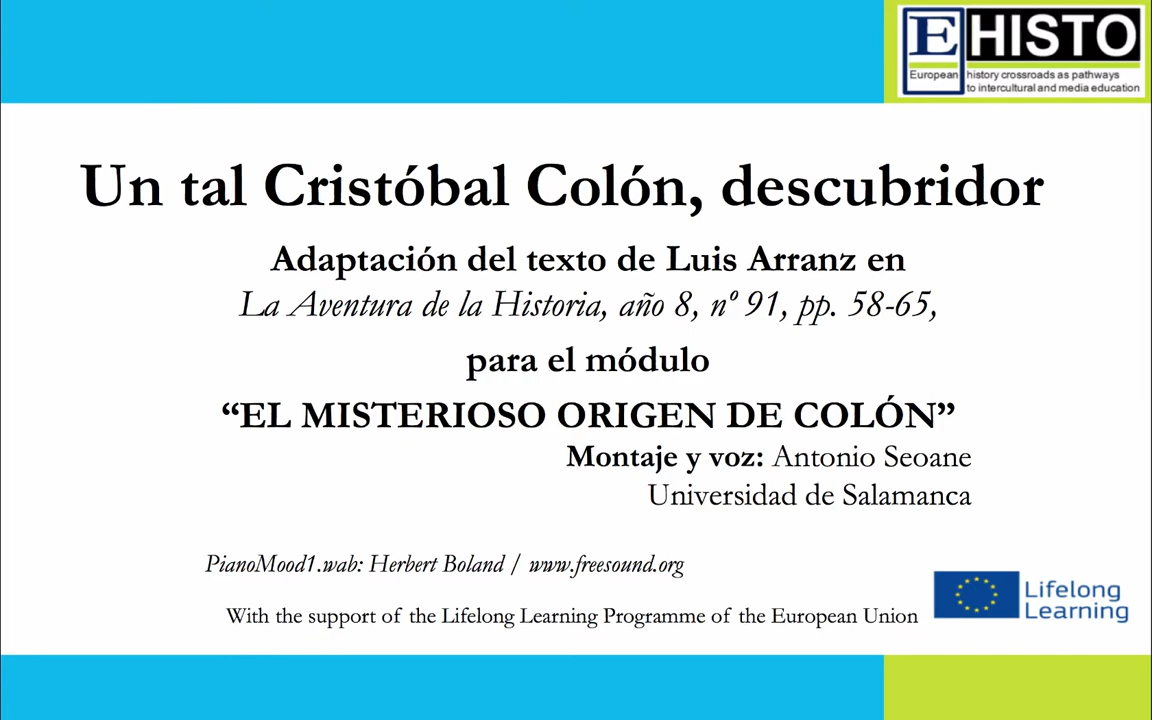 EHISTO
European history crossroads as pathways
to intercultural and media education
Un tal Cristóbal Colón, descubridor
Adaptación del texto de Luis Arranz en
La Aventura de la Historia, año 8, nº 91, pp. 58-65,
para el módulo
“EL MISTERIOSO ORIGEN DE COLÓN”
Montaje y voz: Antonio Seoane
Universidad de Salamanca
PianoMood1.wab: Herbert Boland / www.freesound.org
Lifelong
Learning
With the support of the Lifelong Learning Programme of the European Union